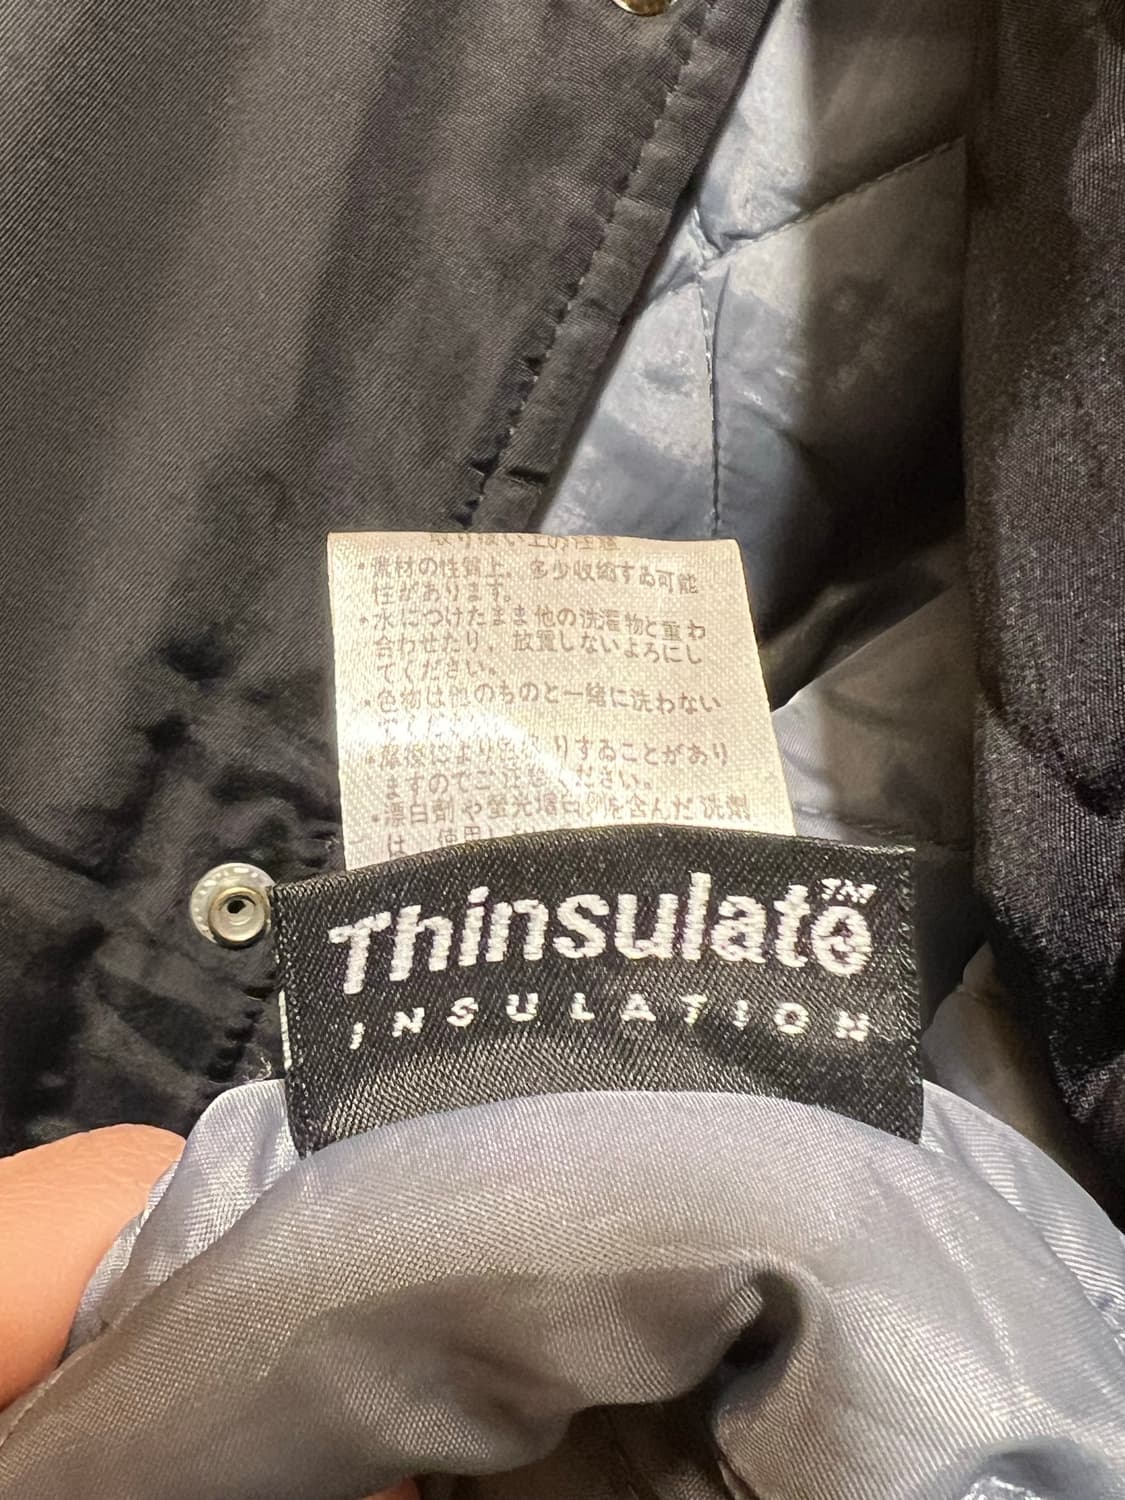 取り扱い上の注意
・素材の性質上、多少収縮する可能
性があります。
・水につけたまま他の洗濯物と重わ
合わせたり、放置しないよろにし
てください。
・色物は他のものと一緒に洗わない
・摩擦により することがあり
ますのでご注意ください。
・漂白剤や蛍光増白剤を含んだ洗剤
は、使用し
Thinsulate™
INSULATION